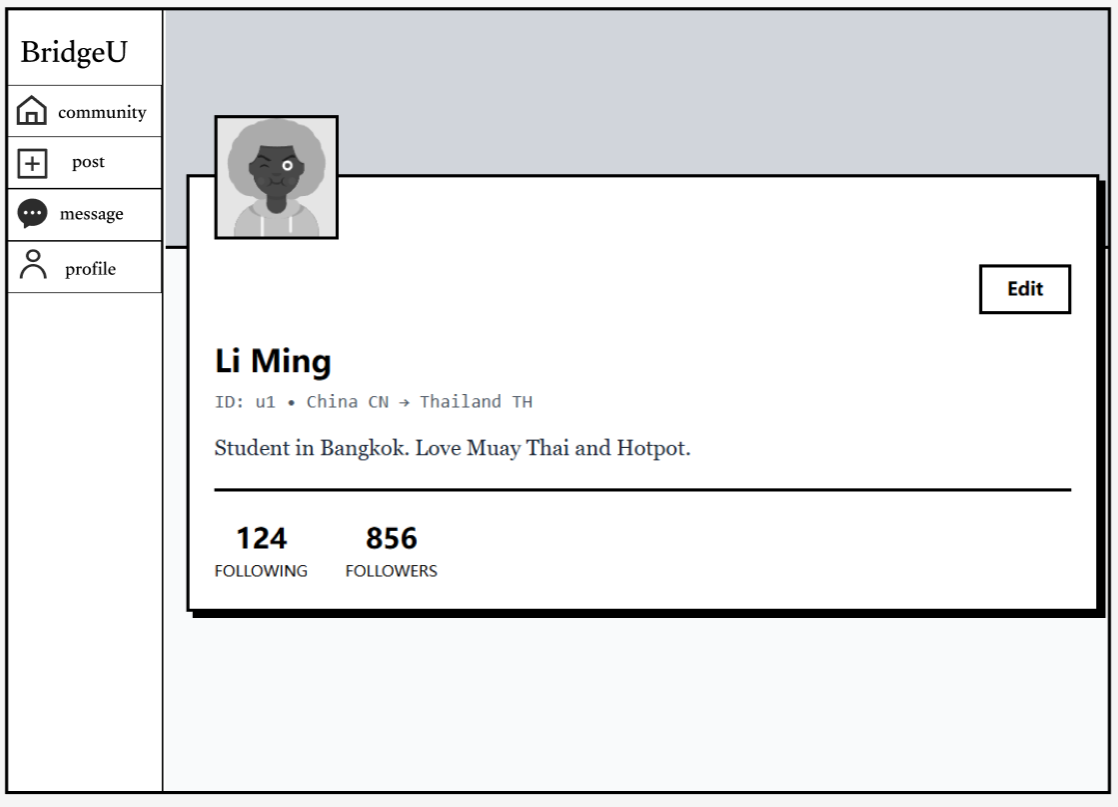 BridgeU
community
post
message
profile
Edit
Li Ming
ID: u1 • China CN → Thailand TH
Student in Bangkok. Love Muay Thai and Hotpot.
124 856
FOLLOWING FOLLOWERS